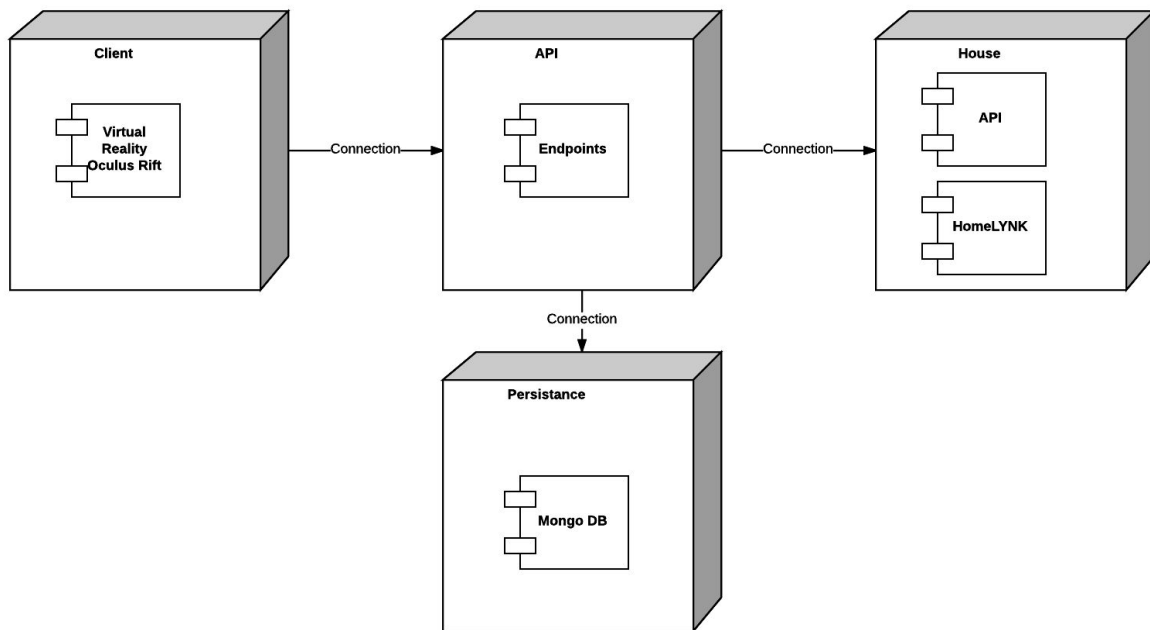 Client
API
House
Virtual
Reality
Oculus Rift
Connection
Endpoints
Connection
API
HomeLYNK
Connection
Persistance
Mongo DB